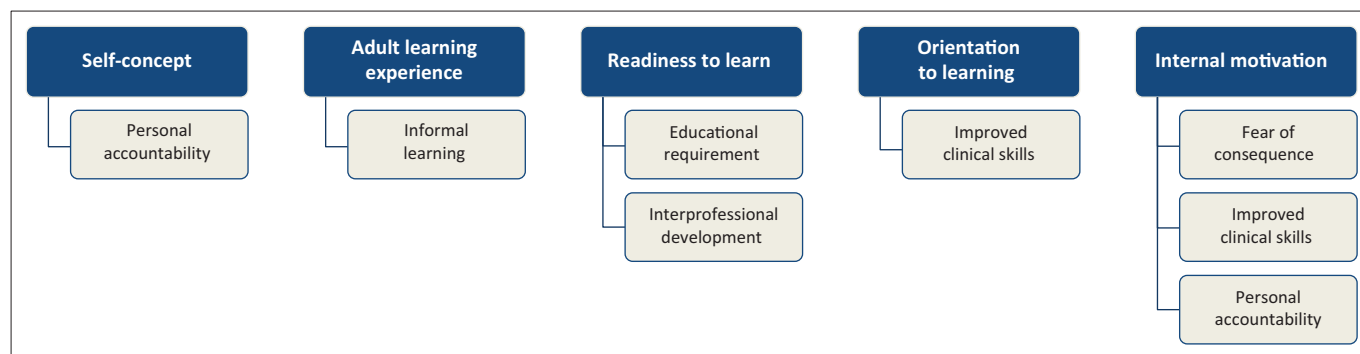 Self-concept
Personal
accountability
Adult learning
experience
Informal
learning
Readiness to learn
Educational
requirement
Interprofessional
development
Orientation
to learning
Improved
clinical skills
Internal motivation
Fear of
consequence
Improved
clinical skills
Personal
accountability